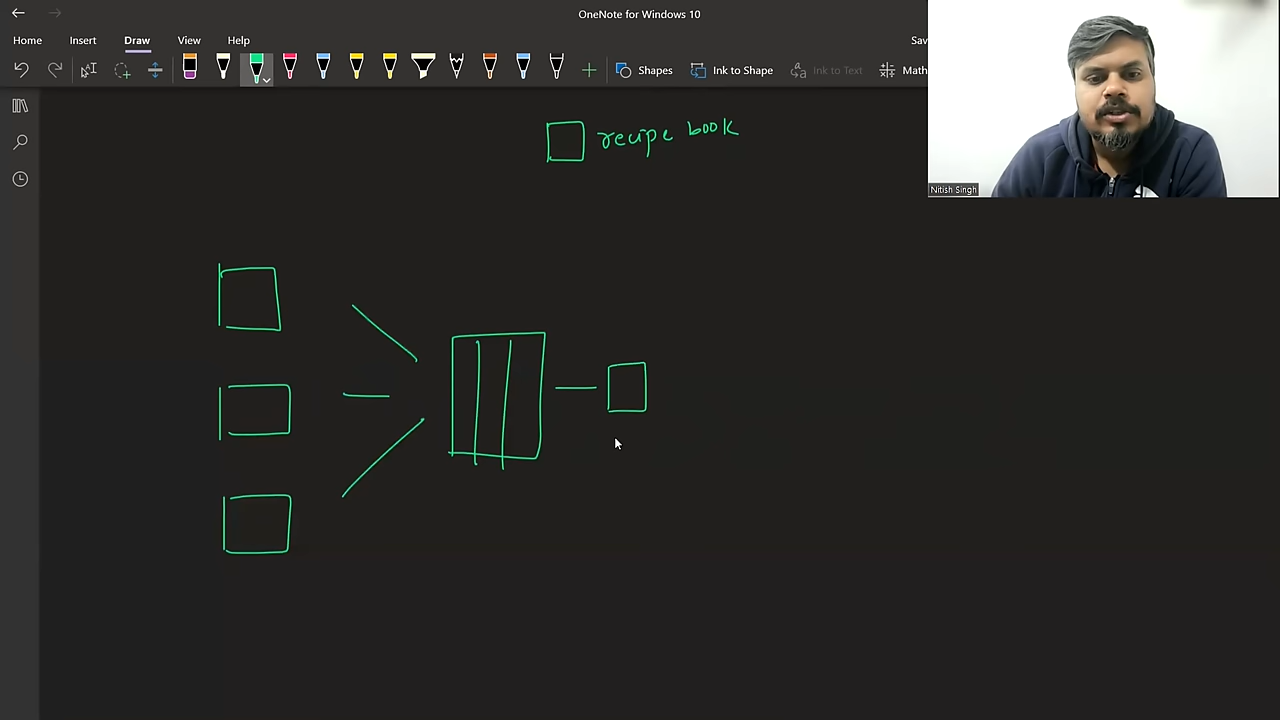 OneNote for Windows 10
Home Insert Draw View Help Sav
Shapes Ink to Shape Ink to Text Math
recipe book
Nitish Singh